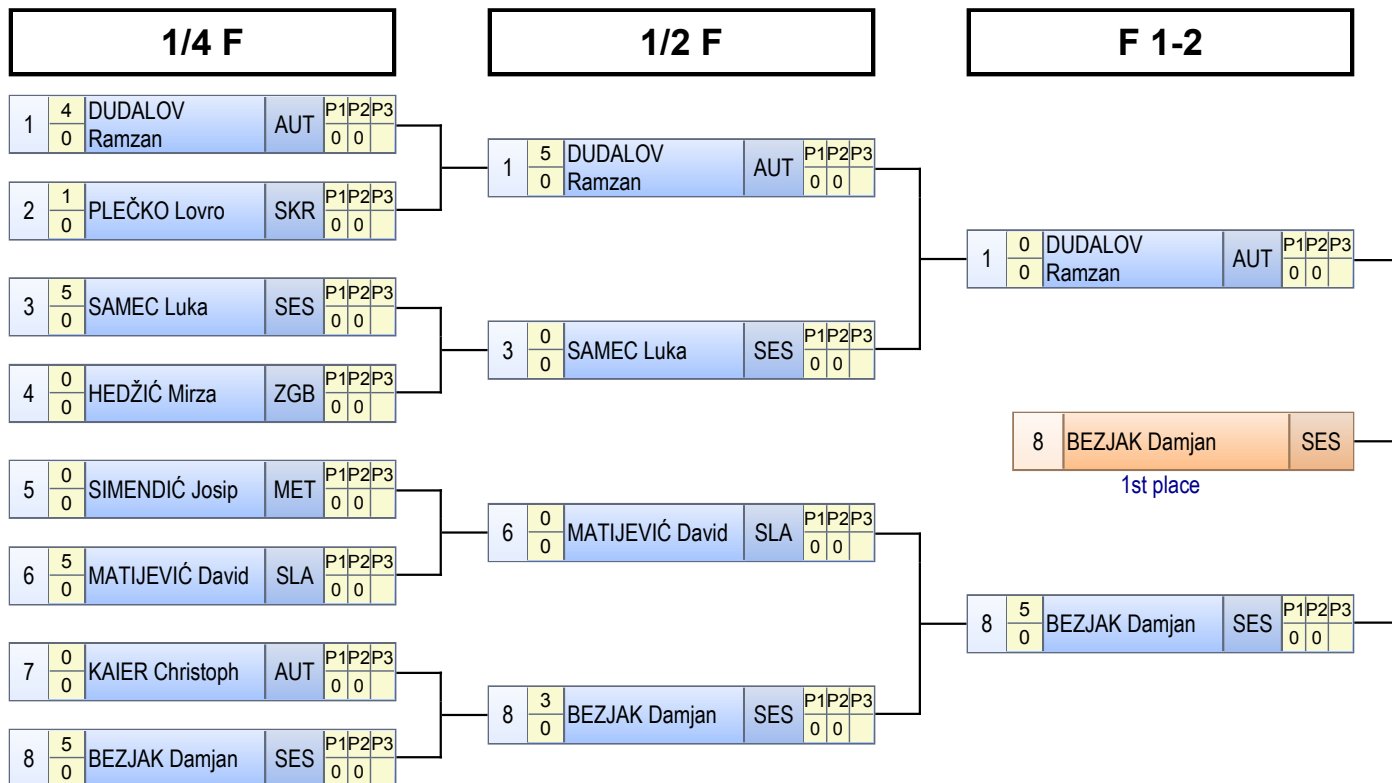 1/4 F
1/2 F
F 1-2
1 4 DUDALOV AUT P1 P2 P3
0 Ramzan 0 0
2 1 PLEČKO Lovro SKR P1 P2 P3
0 0 0
3 5 SAMEC Luka SES P1 P2 P3
0 0 0
4 0 HEDŽIĆ Mirza ZGB P1 P2 P3
0 0 0
5 0 SIMENDIĆ Josip MET P1 P2 P3
0 0 0
6 5 MATIJEVIĆ David SLA P1 P2 P3
0 0 0
7 0 KAIER Christoph AUT P1 P2 P3
0 0 0
8 5 BEZJAK Damjan SES P1 P2 P3
0 0 0
1 5 DUDALOV AUT P1 P2 P3
0 Ramzan 0 0
3 0 SAMEC Luka SES P1 P2 P3
0 0 0
6 0 MATIJEVIĆ David SLA P1 P2 P3
0 0 0
8 3 BEZJAK Damjan SES P1 P2 P3
0 0 0
1 0 DUDALOV AUT P1 P2 P3
0 Ramzan 0 0
8 BEZJAK Damjan SES
1st place
8 5 BEZJAK Damjan SES P1 P2 P3
0 0 0